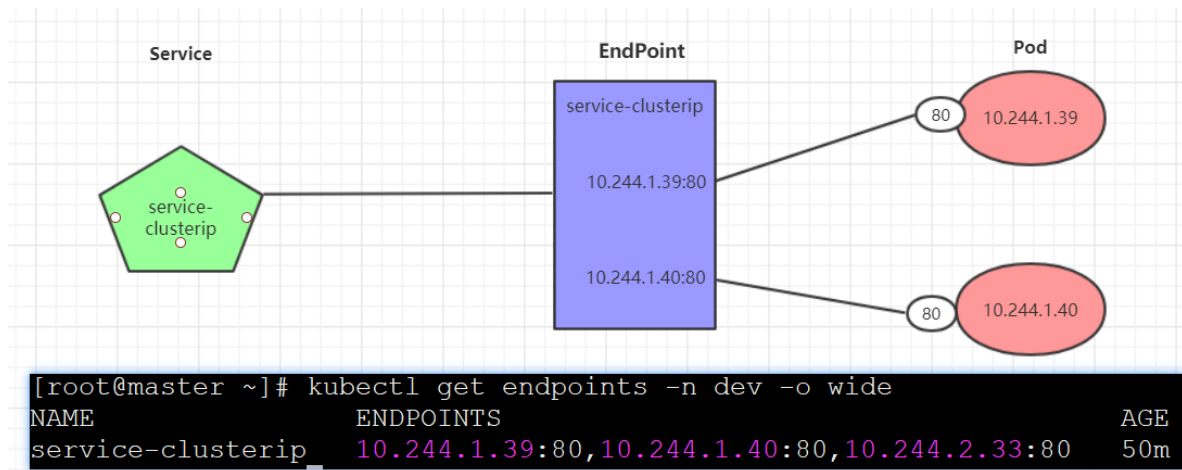 Service
EndPoint
Pod
service-clusterip
80
10.244.1.39
10.244.1.39:80
service-
clusterip
10.244.1.40:80
80
10.244.1.40
[root@master ~]# kubectl get endpoints -n dev -o wide
NAME ENDPOINTS AGE
service-clusterip 10.244.1.39:80,10.244.1.40:80,10.244.2.33:80 50m